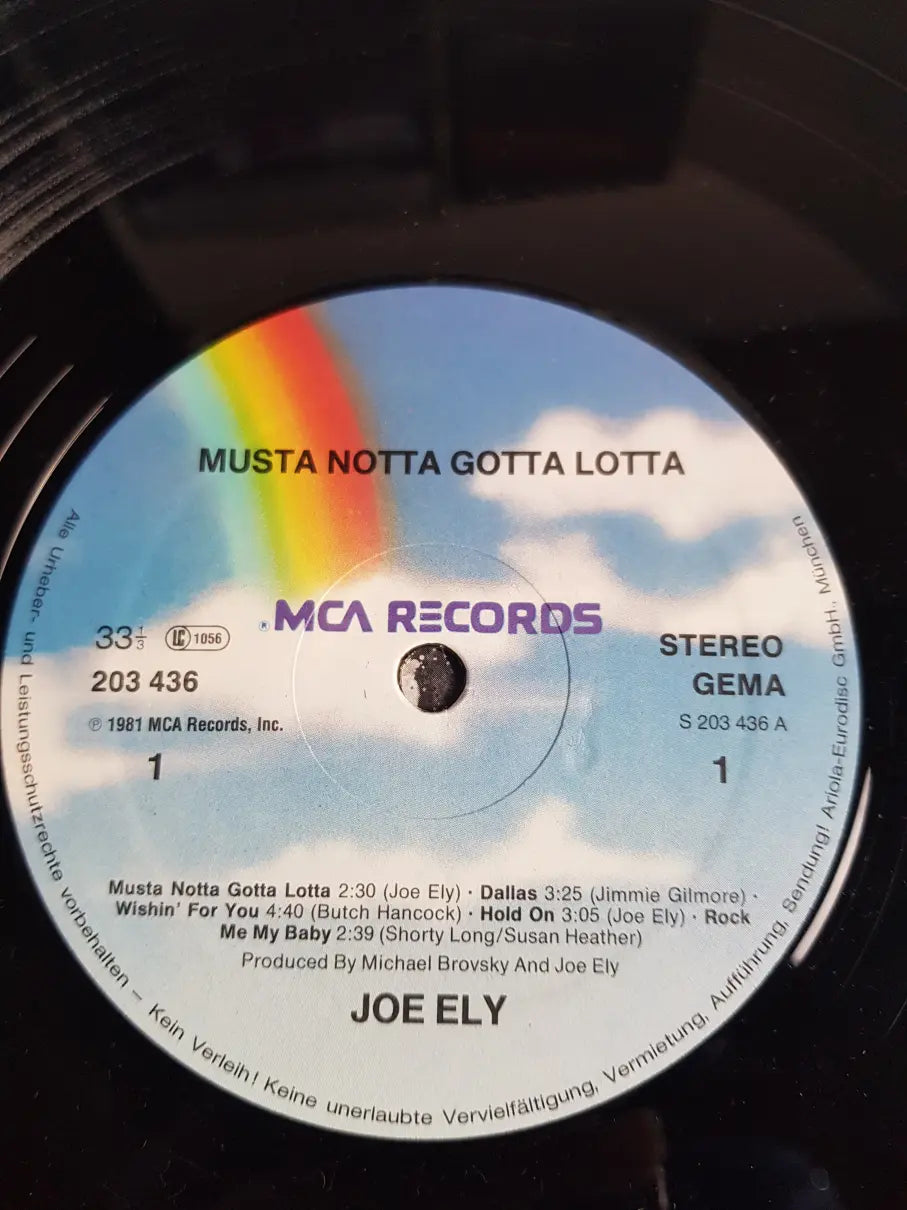 MUSTA NOTTA GOTTA LOTTA
® MCA RECORDS
33⅓ LC 1056
203 436
℗ 1981 MCA Records, Inc.
1
STEREO
GEMA
S 203 436 A
1
Musta Notta Gotta Lotta 2:30 (Joe Ely) · Dallas 3:25 (Jimmie Gilmore) ·
Wishin' For You 4:40 (Butch Hancock) · Hold On 3:05 (Joe Ely) · Rock
Me My Baby 2:39 (Shorty Long/Susan Heather)
Produced By Michael Brovsky And Joe Ely
JOE ELY
Alle Urheber- und Leistungsschutzrechte vorbehalten – Kein Verleih! Keine unerlaubte Vervielfältigung, Vermietung, Aufführung, Sendung! Ariola-Eurodisc GmbH., München